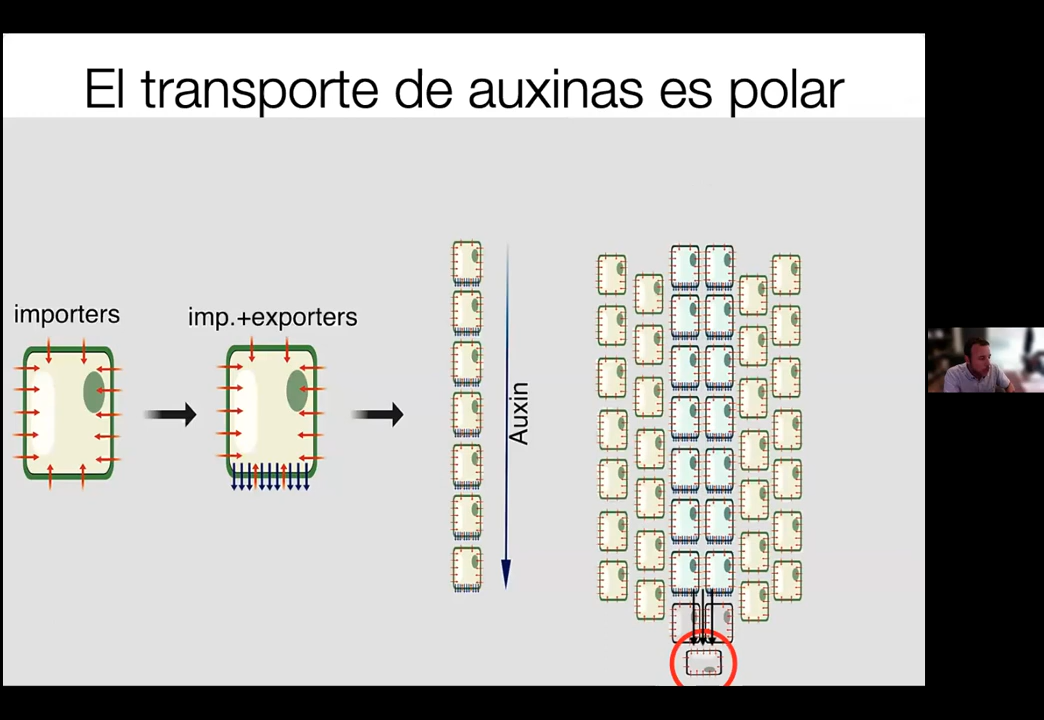 El transporte de auxinas es polar
importers
imp.+exporters
Auxin